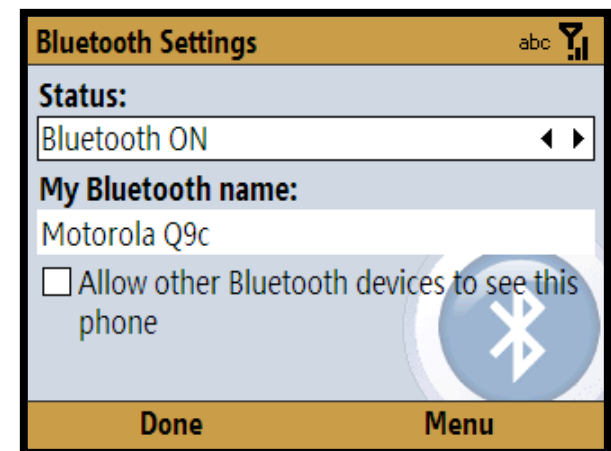 Bluetooth Settings abc
Status:
Bluetooth ON
My Bluetooth name:
Motorola Q9c
Allow other Bluetooth devices to see this
phone
Done Menu